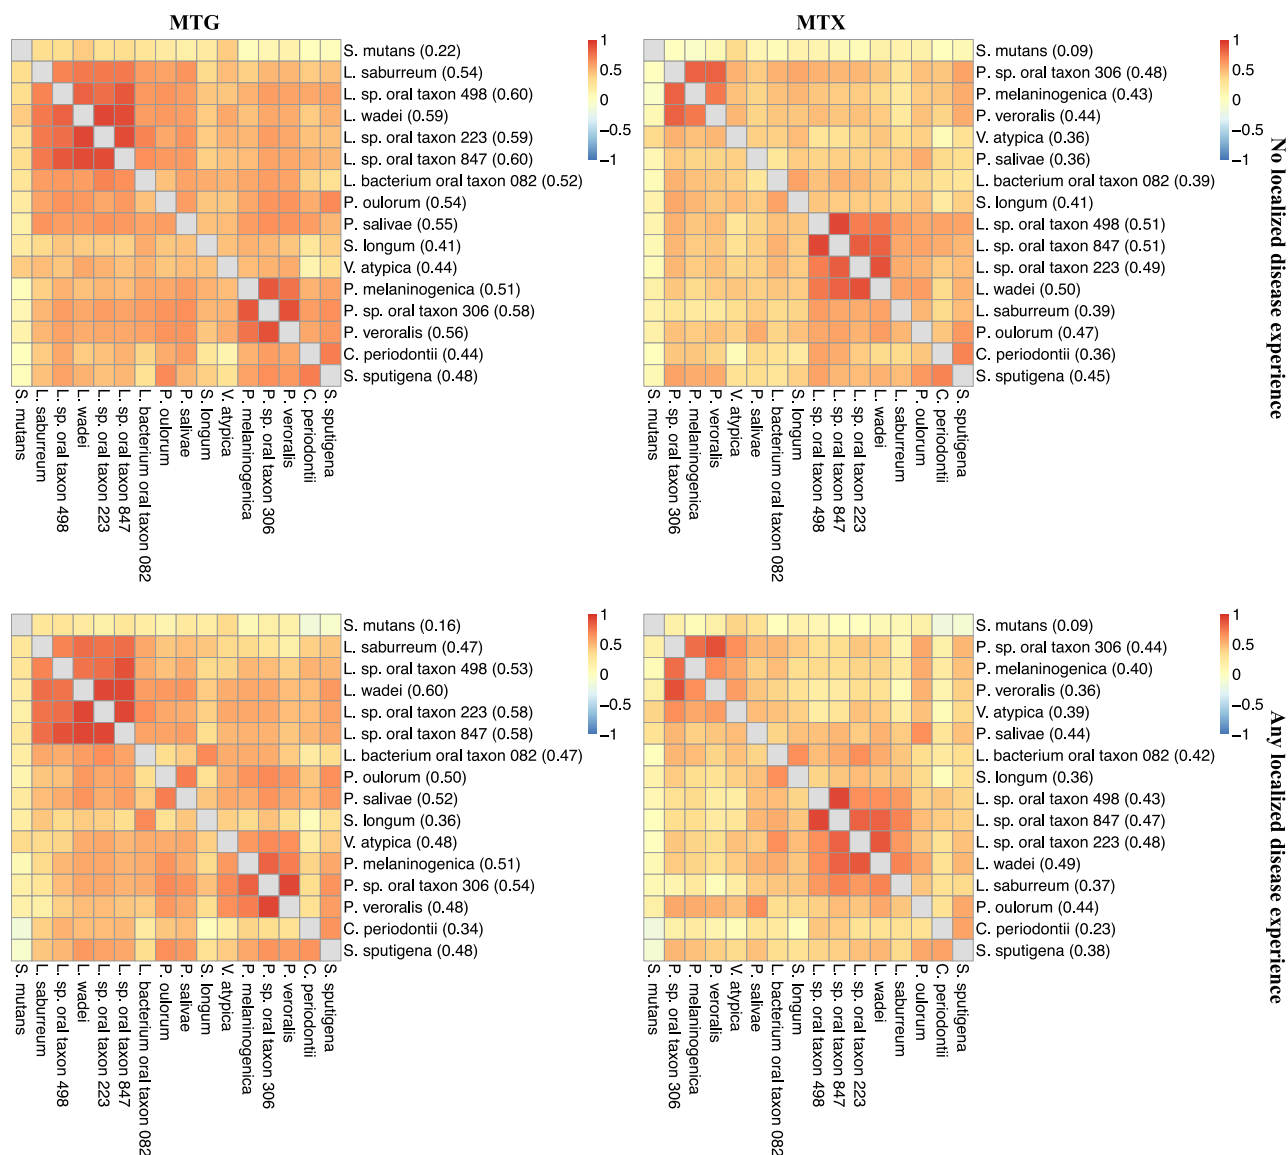 MTG
MTX
S. mutans (0.22)
L. saburreum (0.54)
L. sp. oral taxon 498 (0.60)
L. wadei (0.59)
L. sp. oral taxon 223 (0.59)
L. sp. oral taxon 847 (0.60)
L. bacterium oral taxon 082 (0.52)
P. oulorum (0.54)
P. salivae (0.55)
S. longum (0.41)
V. atypica (0.44)
P. melaninogenica (0.51)
P. sp. oral taxon 306 (0.58)
P. veroralis (0.56)
C. periodontii (0.44)
S. sputigena (0.48)
S. mutans
L. saburreum
L. sp. oral taxon 498
L. wadei
L. sp. oral taxon 223
L. sp. oral taxon 847
L. bacterium oral taxon 082
P. oulorum
P. salivae
S. longum
V. atypica
P. melaninogenica
P. sp. oral taxon 306
P. veroralis
C. periodontii
S. sputigena
1
0.5
0
−0.5
−1
S. mutans (0.09)
P. sp. oral taxon 306 (0.48)
P. melaninogenica (0.43)
P. veroralis (0.44)
V. atypica (0.36)
P. salivae (0.36)
L. bacterium oral taxon 082 (0.39)
S. longum (0.41)
L. sp. oral taxon 498 (0.51)
L. sp. oral taxon 847 (0.51)
L. sp. oral taxon 223 (0.49)
L. wadei (0.50)
L. saburreum (0.39)
P. oulorum (0.47)
C. periodontii (0.36)
S. sputigena (0.45)
S. mutans
P. sp. oral taxon 306
P. melaninogenica
P. veroralis
V. atypica
P. salivae
L. bacterium oral taxon 082
S. longum
L. sp. oral taxon 498
L. sp. oral taxon 847
L. sp. oral taxon 223
L. wadei
L. saburreum
P. oulorum
C. periodontii
S. sputigena
1
0.5
0
−0.5
−1
No localized disease experience
S. mutans (0.16)
L. saburreum (0.47)
L. sp. oral taxon 498 (0.53)
L. wadei (0.60)
L. sp. oral taxon 223 (0.58)
L. sp. oral taxon 847 (0.58)
L. bacterium oral taxon 082 (0.47)
P. oulorum (0.50)
P. salivae (0.52)
S. longum (0.36)
V. atypica (0.48)
P. melaninogenica (0.51)
P. sp. oral taxon 306 (0.54)
P. veroralis (0.48)
C. periodontii (0.34)
S. sputigena (0.48)
S. mutans
L. saburreum
L. sp. oral taxon 498
L. wadei
L. sp. oral taxon 223
L. sp. oral taxon 847
L. bacterium oral taxon 082
P. oulorum
P. salivae
S. longum
V. atypica
P. melaninogenica
P. sp. oral taxon 306
P. veroralis
C. periodontii
S. sputigena
1
0.5
0
−0.5
−1
S. mutans (0.09)
P. sp. oral taxon 306 (0.44)
P. melaninogenica (0.40)
P. veroralis (0.36)
V. atypica (0.39)
P. salivae (0.44)
L. bacterium oral taxon 082 (0.42)
S. longum (0.36)
L. sp. oral taxon 498 (0.43)
L. sp. oral taxon 847 (0.47)
L. sp. oral taxon 223 (0.48)
L. wadei (0.49)
L. saburreum (0.37)
P. oulorum (0.44)
C. periodontii (0.23)
S. sputigena (0.38)
S. mutans
P. sp. oral taxon 306
P. melaninogenica
P. veroralis
V. atypica
P. salivae
L. bacterium oral taxon 082
S. longum
L. sp. oral taxon 498
L. sp. oral taxon 847
L. sp. oral taxon 223
L. wadei
L. saburreum
P. oulorum
C. periodontii
S. sputigena
1
0.5
0
−0.5
−1
Any localized disease experience